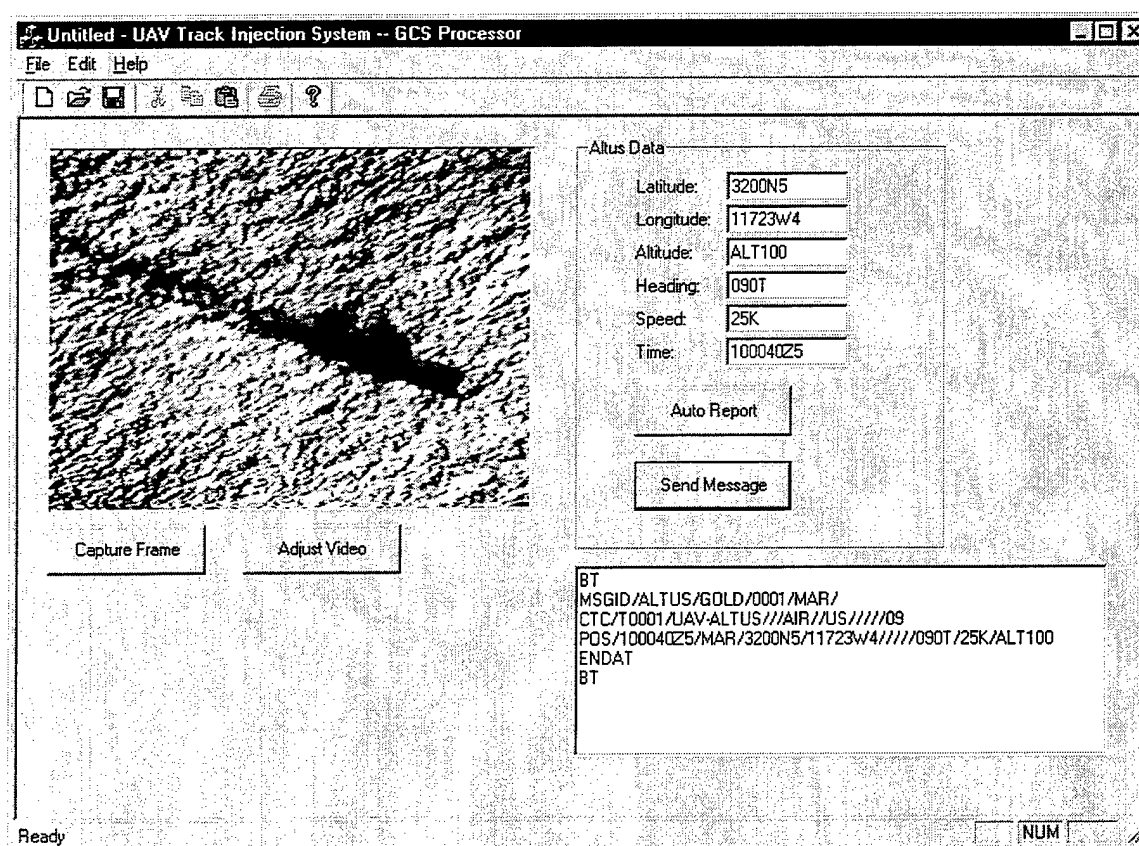 Untitled - UAV Track Injection System -- GCS Processor
File Edit Help
Altus Data
Latitude: 3200N5
Longitude: 11723W4
Altitude: ALT100
Heading: 090T
Speed: 25K
Time: 100040Z5
Auto Report
Send Message
Capture Frame Adjust Video
BT
MSGID/ALTUS/GOLD/0001/MAR/
CTC/T0001/UAV-ALTUS///AIR//US/////09
POS/100040Z5/MAR/3200N5/11723W4/////090T/25K/ALT100
ENDAT
BT
Ready NUM